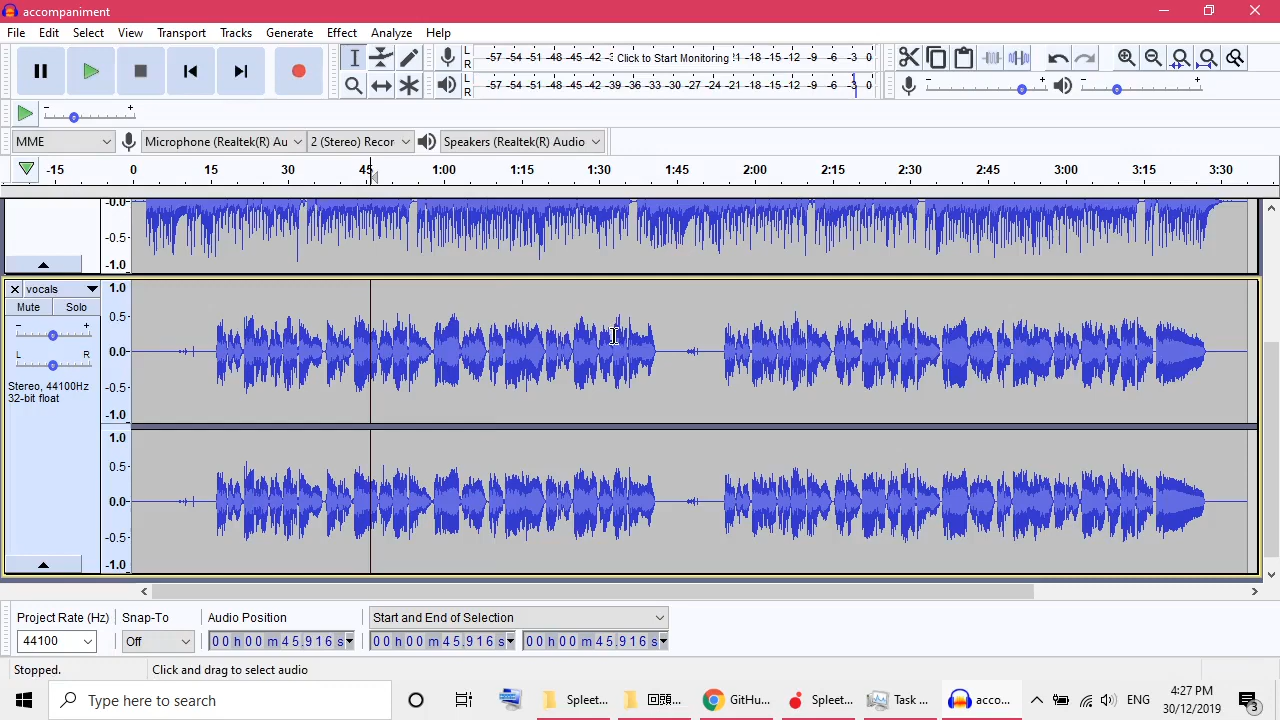 accompaniment
File Edit Select View Transport Tracks Generate Effect Analyze Help
L
R
-57 -54 -51 -48 -45 -42 -3 Click to Start Monitoring !1 -18 -15 -12 -9 -6 -3 0
L
R
-57 -54 -51 -48 -45 -42 -39 -36 -33 -30 -27 -24 -21 -18 -15 -12 -9 -6 -3 0
MME Microphone (Realtek(R) Au 2 (Stereo) Recor Speakers (Realtek(R) Audio
-15 0 15 30 45 1:00 1:15 1:30 1:45 2:00 2:15 2:30 2:45 3:00 3:15 3:30
-0.0
-0.5
-1.0
vocals
Mute Solo
- +
L R
Stereo, 44100Hz
32-bit float
1.0
0.5
0.0
-0.5
-1.0
1.0
0.5
0.0
-0.5
-1.0
Project Rate (Hz) Snap-To Audio Position Start and End of Selection
44100 Off 00 h 00 m 45.916 s 00 h 00 m 45.916 s 00 h 00 m 45.916 s
Stopped. Click and drag to select audio
Type here to search Spleet... GitHu... Spleet... Task ... acco... ENG 4:27 PM
30/12/2019
3